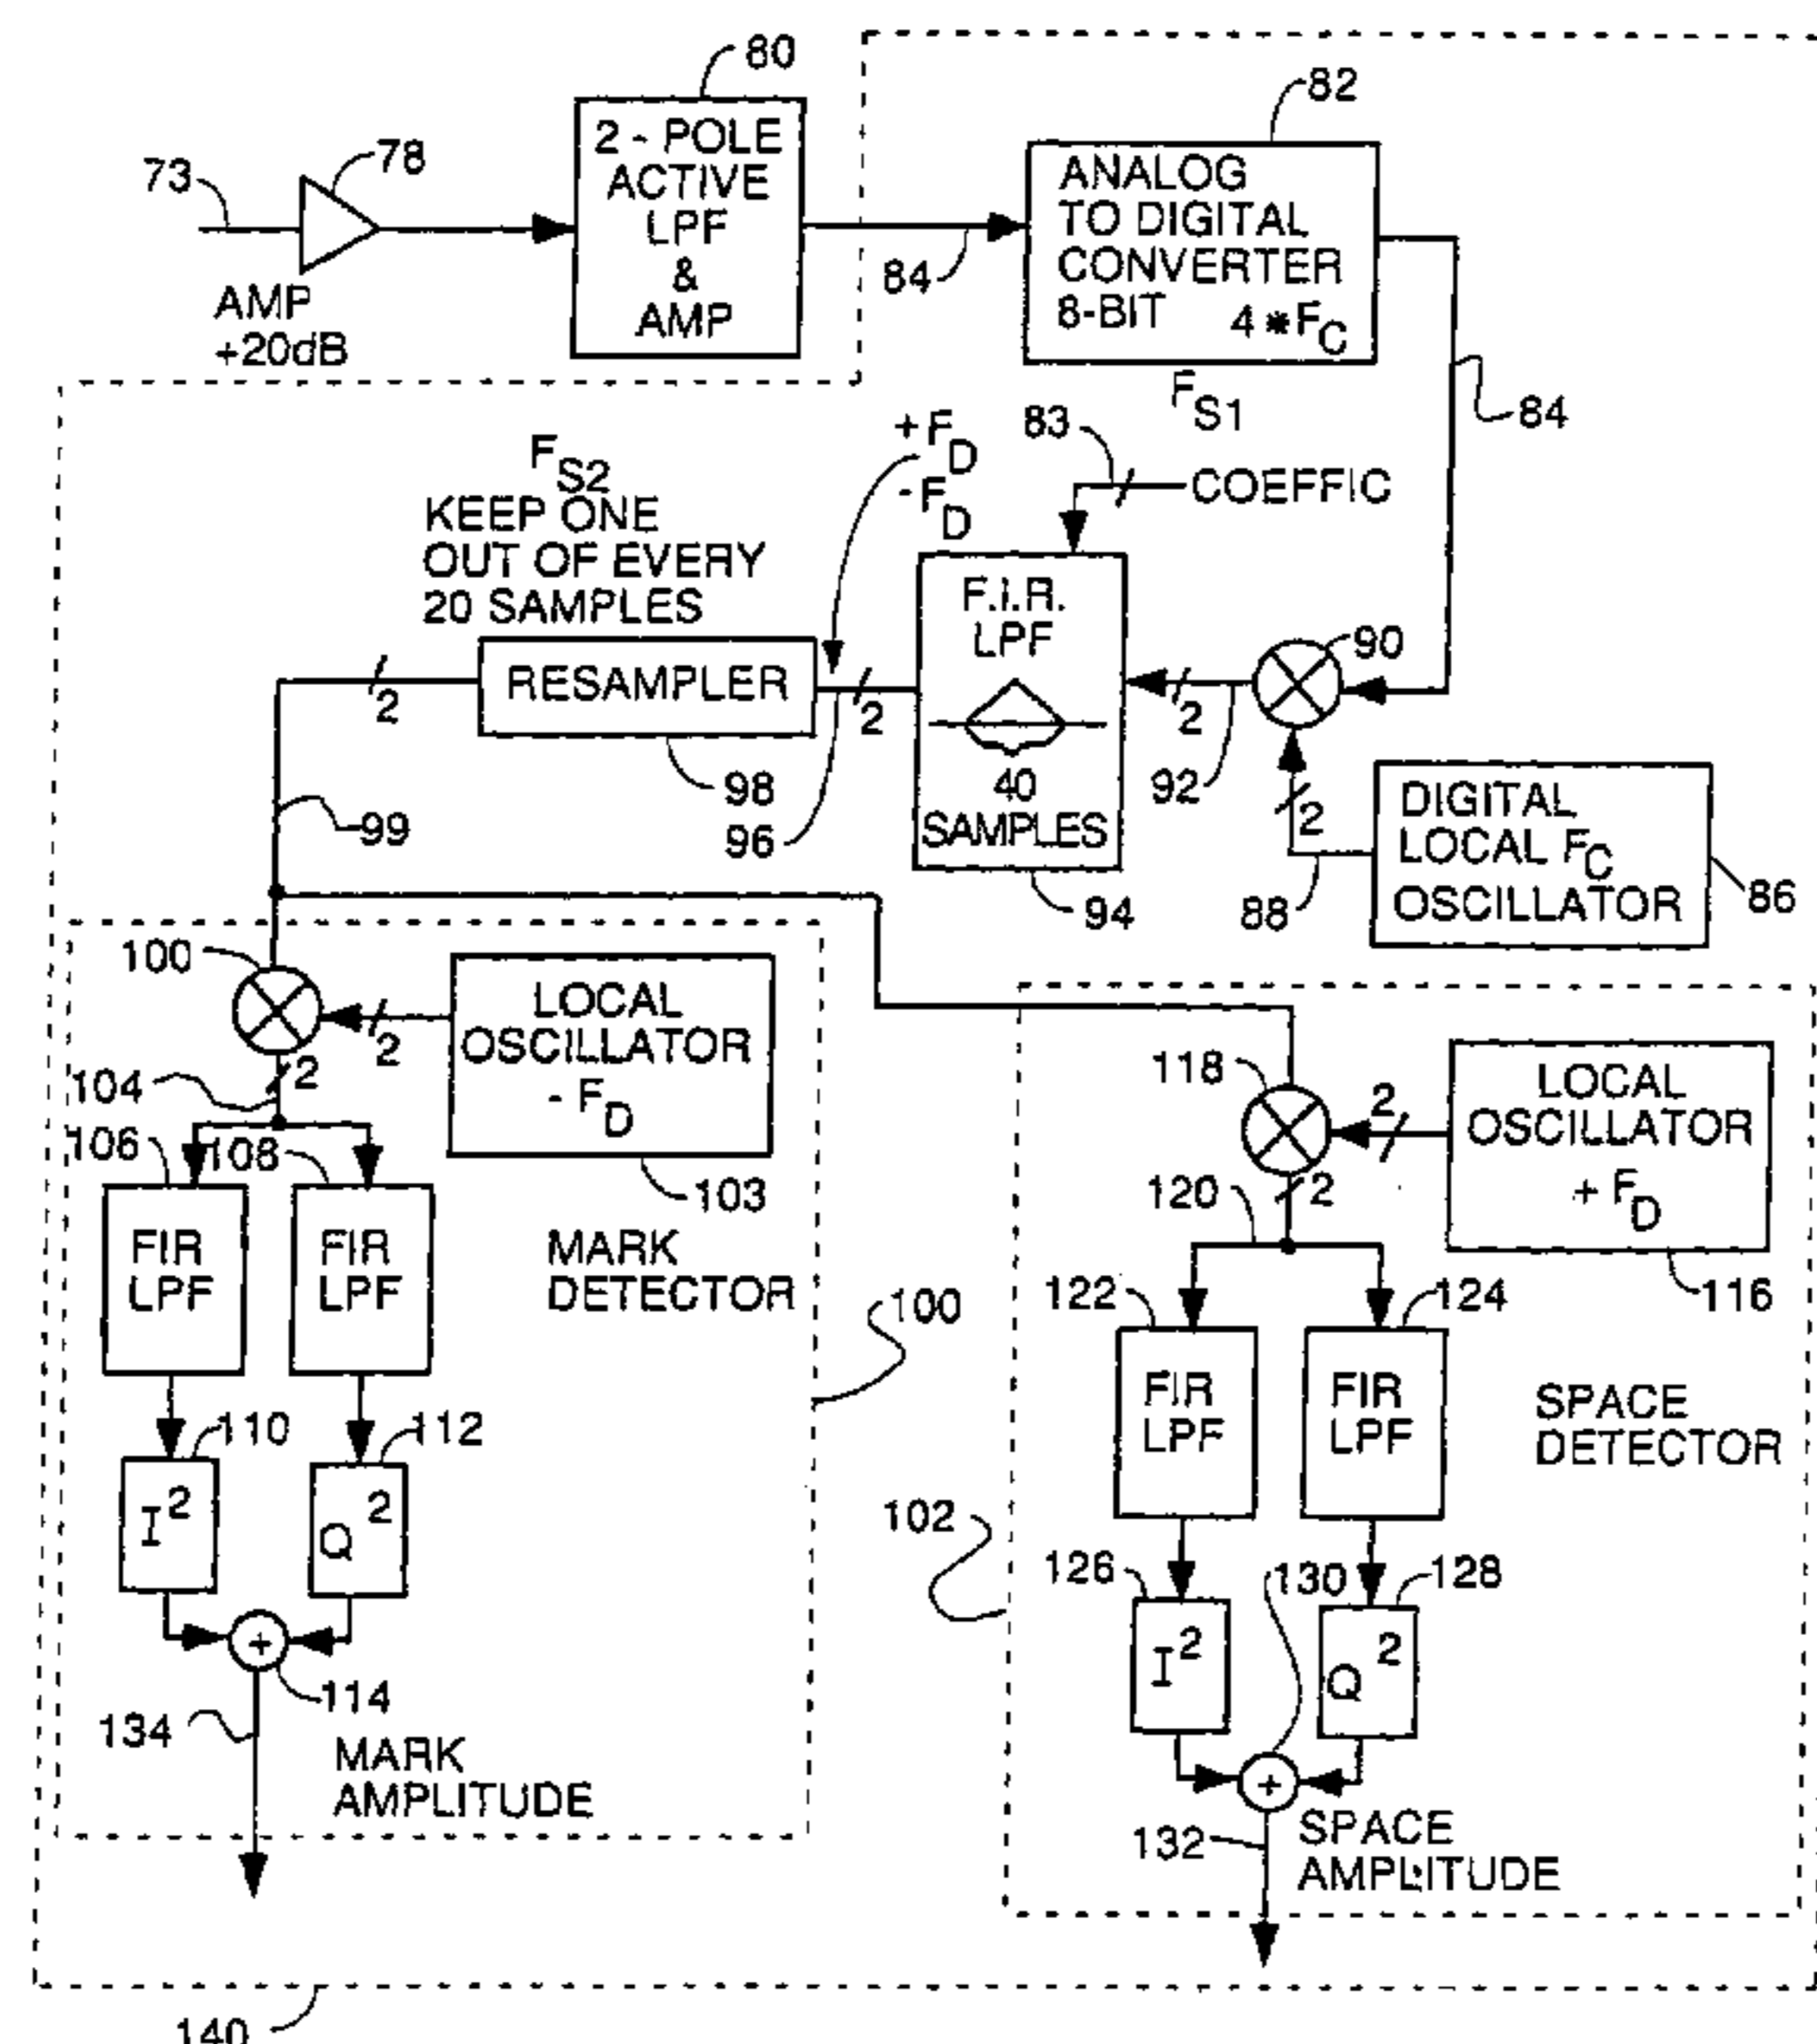 80
82
73
78
2 - POLE
ACTIVE
LPF
&
AMP
ANALOG
TO DIGITAL
CONVERTER
8-BIT 4 * FC
84
AMP
+20dB
FS1
84
+FD
-FD
83
COEFFIC
FS2
KEEP ONE
OUT OF EVERY
20 SAMPLES
F.I.R.
LPF
40
SAMPLES
90
RESAMPLER
2
2
2
98
96
92
2
DIGITAL
LOCAL FC
OSCILLATOR
99
94
88
86
100
LOCAL
OSCILLATOR
- FD
2
2
104
103
118
LOCAL
OSCILLATOR
+ FD
2
2
120
116
106
108
FIR
LPF
FIR
LPF
MARK
DETECTOR
100
122
124
FIR
LPF
FIR
LPF
SPACE
DETECTOR
110
112
I2
Q2
102
126
130
128
I2
Q2
+
114
134
MARK
AMPLITUDE
+
132
SPACE
AMPLITUDE
140